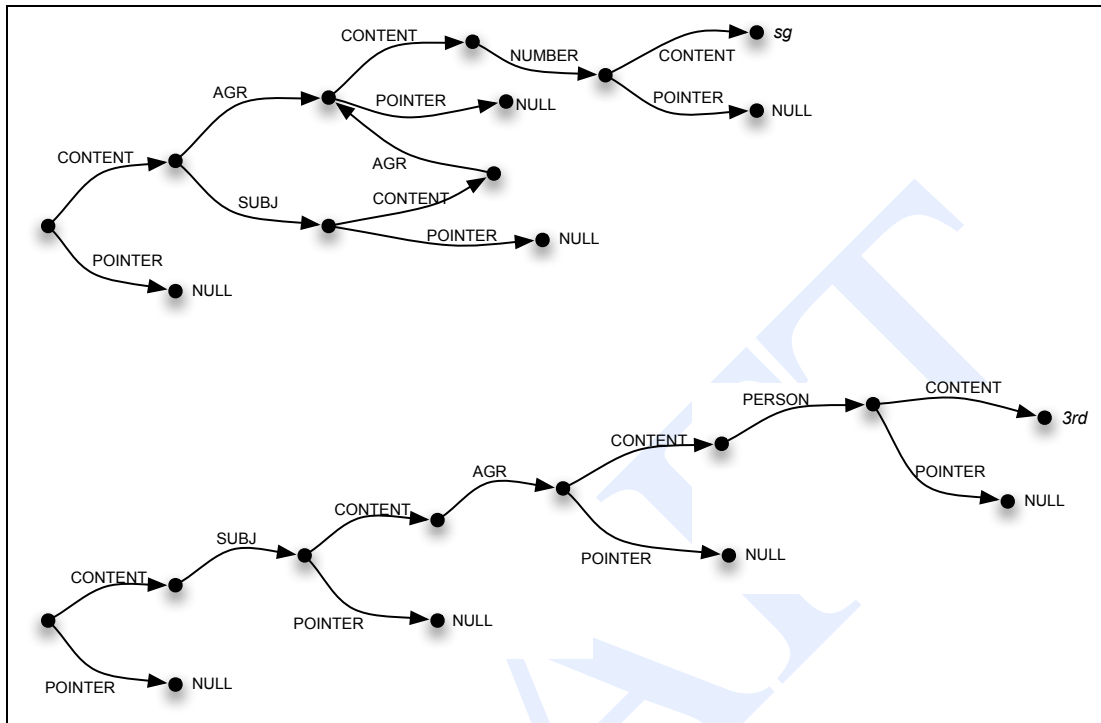 CONTENT sg
NUMBER
CONTENT
AGR POINTER NULL POINTER NULL
CONTENT AGR
SUBJ CONTENT
POINTER NULL
POINTER
NULL
CONTENT
PERSON 3rd
CONTENT
AGR POINTER NULL
CONTENT
SUBJ POINTER NULL
CONTENT
POINTER NULL
POINTER NULL